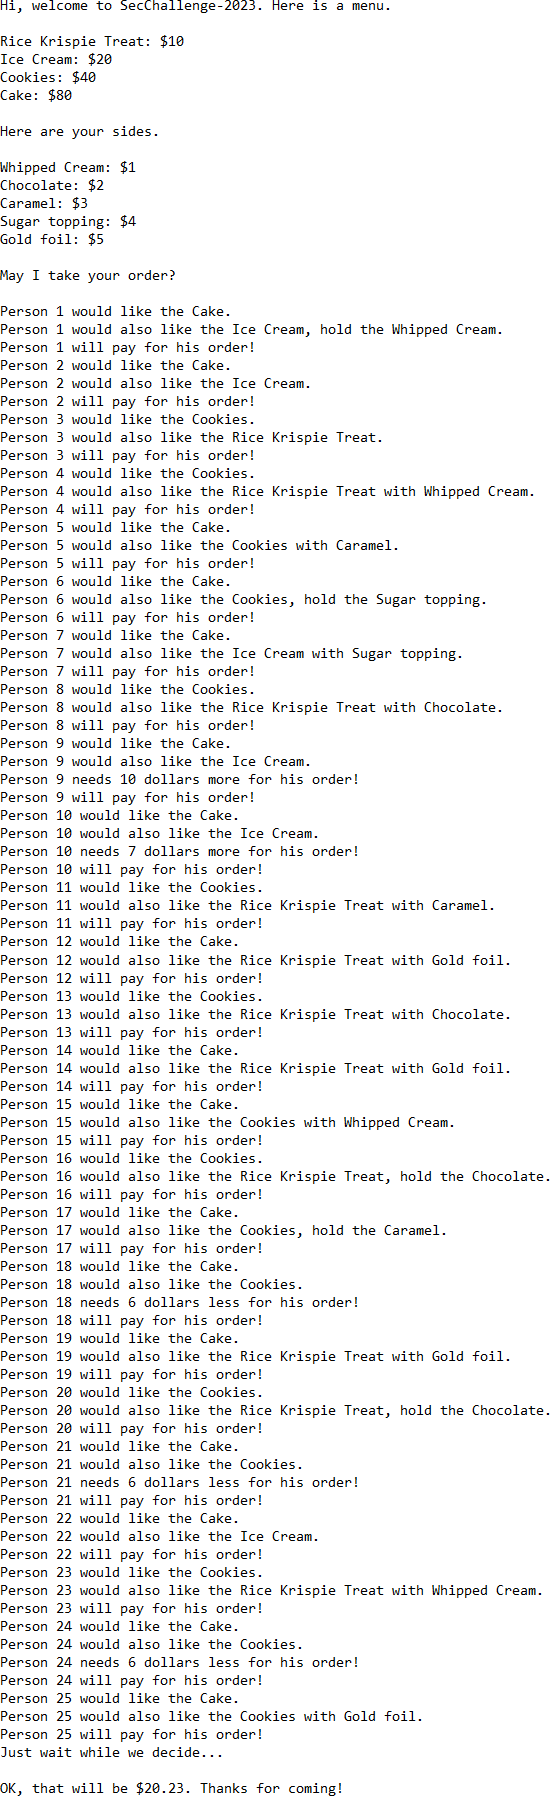 Hi, welcome to SecChallenge-2023. Here is a menu.
Rice Krispie Treat: $10
Ice Cream: $20
Cookies: $40
Cake: $80
Here are your sides.
Whipped Cream: $1
Chocolate: $2
Caramel: $3
Sugar topping: $4
Gold foil: $5
May I take your order?
Person 1 would like the Cake.
Person 1 would also like the Ice Cream, hold the Whipped Cream.
Person 1 will pay for his order!
Person 2 would like the Cake.
Person 2 would also like the Ice Cream.
Person 2 will pay for his order!
Person 3 would like the Cookies.
Person 3 would also like the Rice Krispie Treat.
Person 3 will pay for his order!
Person 4 would like the Cookies.
Person 4 would also like the Rice Krispie Treat with Whipped Cream.
Person 4 will pay for his order!
Person 5 would like the Cake.
Person 5 would also like the Cookies with Caramel.
Person 5 will pay for his order!
Person 6 would like the Cake.
Person 6 would also like the Cookies, hold the Sugar topping.
Person 6 will pay for his order!
Person 7 would like the Cake.
Person 7 would also like the Ice Cream with Sugar topping.
Person 7 will pay for his order!
Person 8 would like the Cookies.
Person 8 would also like the Rice Krispie Treat with Chocolate.
Person 8 will pay for his order!
Person 9 would like the Cake.
Person 9 would also like the Ice Cream.
Person 9 needs 10 dollars more for his order!
Person 9 will pay for his order!
Person 10 would like the Cake.
Person 10 would also like the Ice Cream.
Person 10 needs 7 dollars more for his order!
Person 10 will pay for his order!
Person 11 would like the Cookies.
Person 11 would also like the Rice Krispie Treat with Caramel.
Person 11 will pay for his order!
Person 12 would like the Cake.
Person 12 would also like the Rice Krispie Treat with Gold foil.
Person 12 will pay for his order!
Person 13 would like the Cookies.
Person 13 would also like the Rice Krispie Treat with Chocolate.
Person 13 will pay for his order!
Person 14 would like the Cake.
Person 14 would also like the Rice Krispie Treat with Gold foil.
Person 14 will pay for his order!
Person 15 would like the Cake.
Person 15 would also like the Cookies with Whipped Cream.
Person 15 will pay for his order!
Person 16 would like the Cookies.
Person 16 would also like the Rice Krispie Treat, hold the Chocolate.
Person 16 will pay for his order!
Person 17 would like the Cake.
Person 17 would also like the Cookies, hold the Caramel.
Person 17 will pay for his order!
Person 18 would like the Cake.
Person 18 would also like the Cookies.
Person 18 needs 6 dollars less for his order!
Person 18 will pay for his order!
Person 19 would like the Cake.
Person 19 would also like the Rice Krispie Treat with Gold foil.
Person 19 will pay for his order!
Person 20 would like the Cookies.
Person 20 would also like the Rice Krispie Treat, hold the Chocolate.
Person 20 will pay for his order!
Person 21 would like the Cake.
Person 21 would also like the Cookies.
Person 21 needs 6 dollars less for his order!
Person 21 will pay for his order!
Person 22 would like the Cake.
Person 22 would also like the Ice Cream.
Person 22 will pay for his order!
Person 23 would like the Cookies.
Person 23 would also like the Rice Krispie Treat with Whipped Cream.
Person 23 will pay for his order!
Person 24 would like the Cake.
Person 24 would also like the Cookies.
Person 24 needs 6 dollars less for his order!
Person 24 will pay for his order!
Person 25 would like the Cake.
Person 25 would also like the Cookies with Gold foil.
Person 25 will pay for his order!
Just wait while we decide...
OK, that will be $20.23. Thanks for coming!